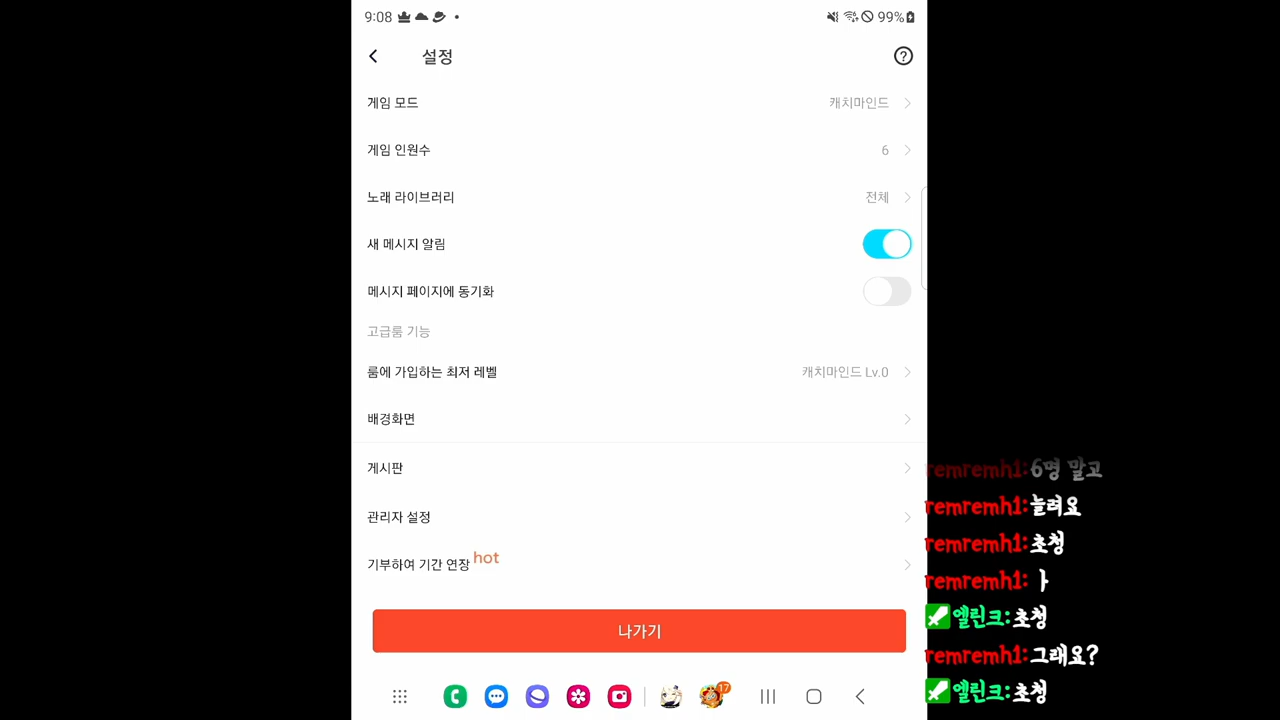 9:08
99%
설정
게임 모드 캐치마인드
게임 인원수 6
노래 라이브러리 전체
새 메시지 알림
메시지 페이지에 동기화
고급룸 기능
룸에 가입하는 최저 레벨 캐치마인드 Lv.0
배경화면
게시판
관리자 설정
기부하여 기간 연장 hot
나가기
17
remremh1:6명 말고
remremh1:늘려요
remremh1:초청
remremh1:ㅏ
엘린크:초청
remremh1:그래요?
엘린크:초청